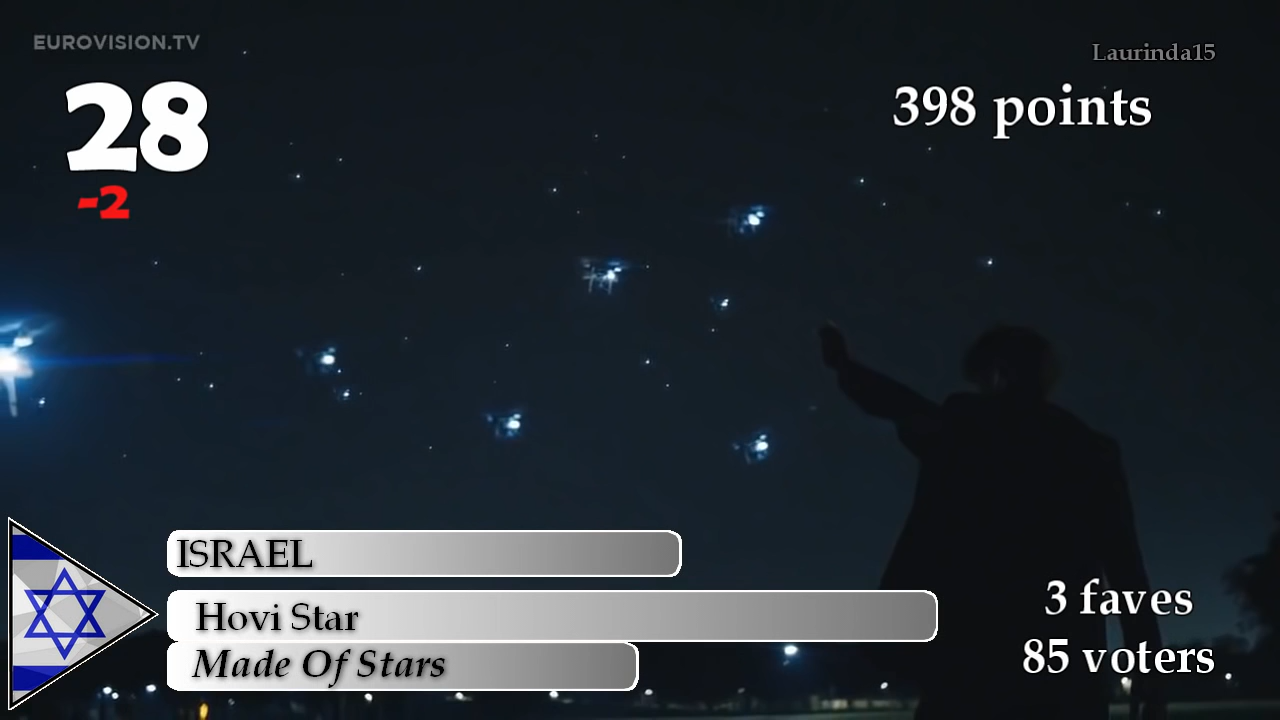 EUROVISION.TV
Laurinda15
28
398 points
-2
ISRAEL
Hovi Star
Made Of Stars
3 faves
85 voters